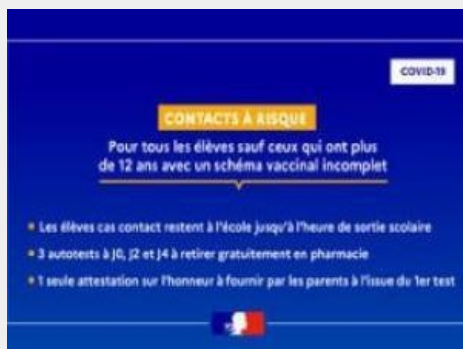 COVID-19
CONTACTS À RISQUE
Pour tous les élèves sauf ceux qui ont plus
de 12 ans avec un schéma vaccinal incomplet
Les élèves cas contact restent à l'école jusqu'à l'heure de sortie scolaire
3 autotests à J0, J2 et J4 à retirer gratuitement en pharmacie
1 seule attestation sur l'honneur à fournir par les parents à l'issue du 1er test